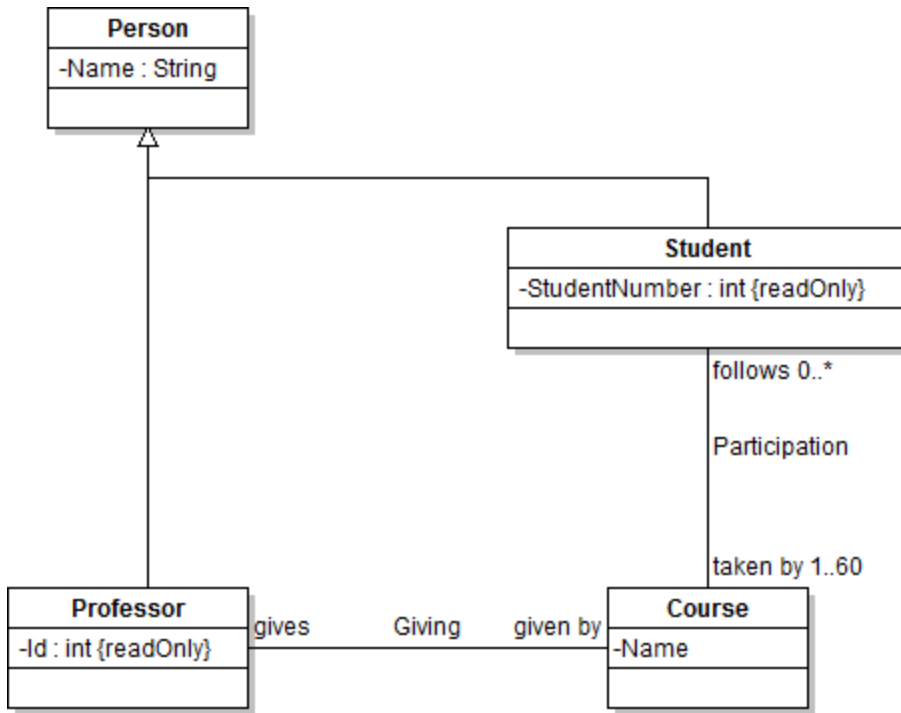 Person
-Name : String
Student
-StudentNumber : int {readOnly}
follows 0..*
Participation
taken by 1..60
Professor
-Id : int {readOnly}
gives
Giving
given by
Course
-Name